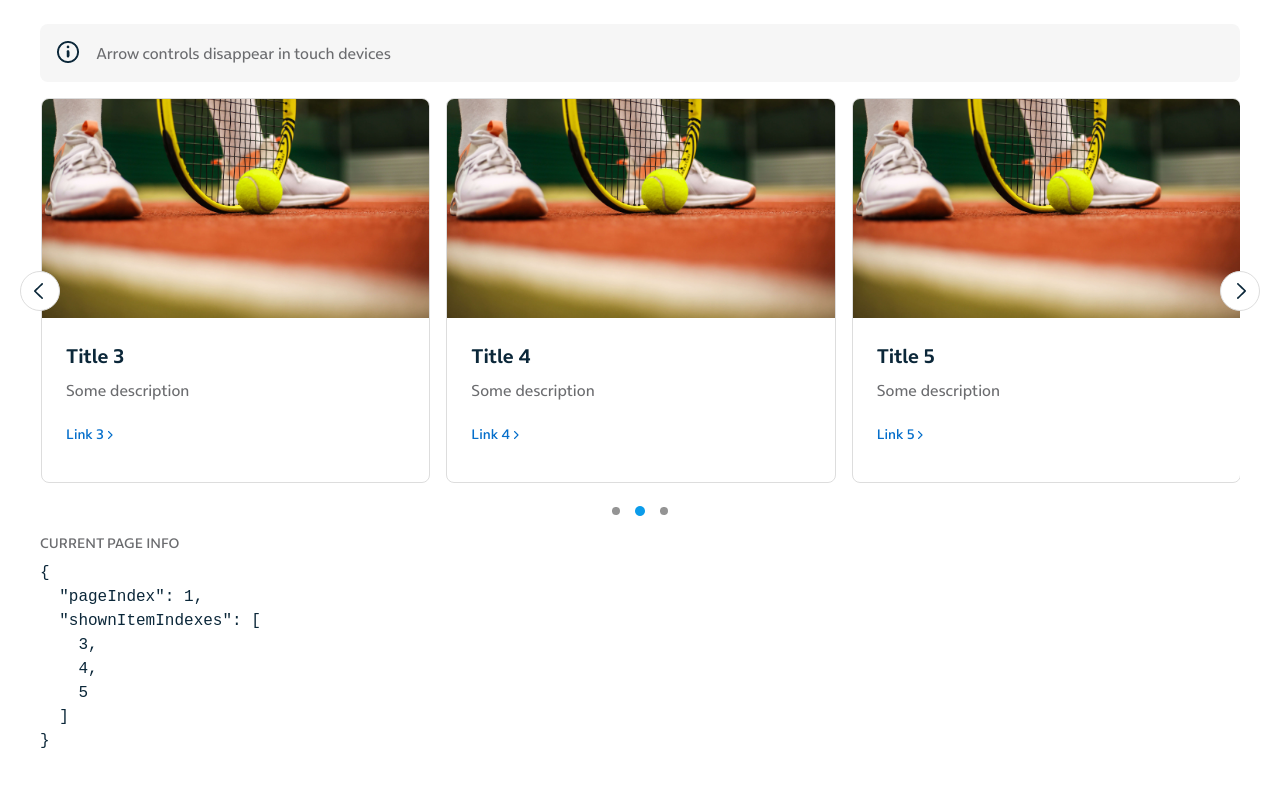 Arrow controls disappear in touch devices
Title 3
Some description
Link 3
Title 4
Some description
Link 4
Title 5
Some description
Link 5
CURRENT PAGE INFO
{
  "pageIndex": 1,
  "shownItemIndexes": [
    3,
    4,
    5
  ]
}